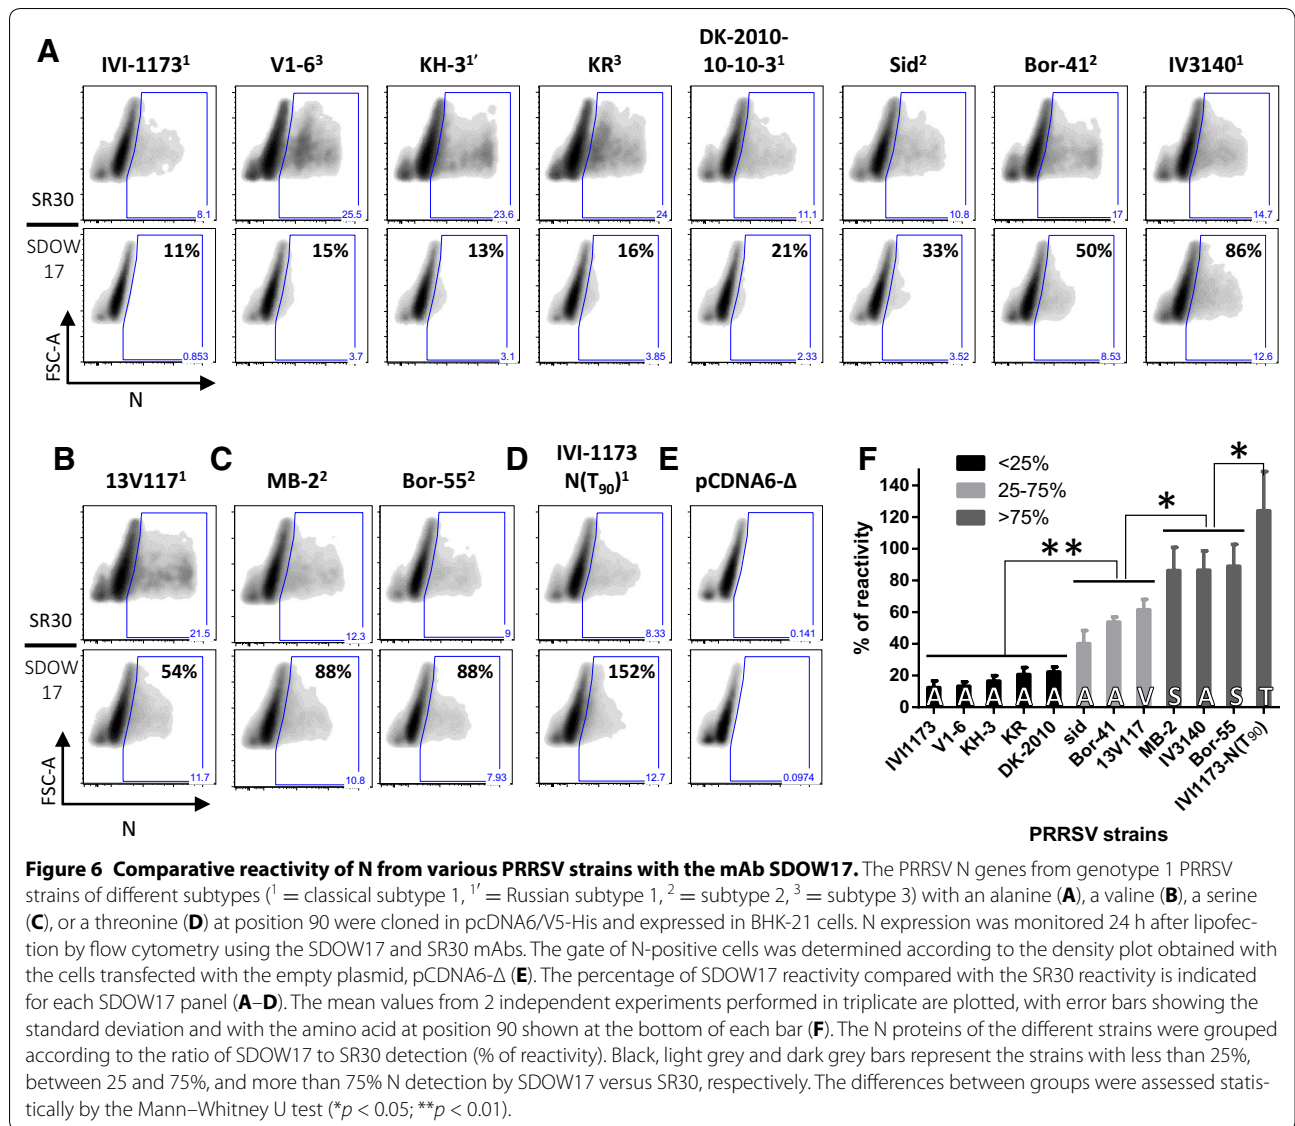 A
IVI-1173¹ V1-6³ KH-3¹′ KR³ DK-2010-10-10-3¹ Sid² Bor-41² IV3140¹
SR30
8.1 25.5 23.6 24 11.1 10.8 17 14.7
SDOW
17
11% 15% 13% 16% 21% 33% 50% 86%
0.853 3.7 3.1 3.85 2.33 3.52 8.53 12.6
FSC-A
N
B C D E
13V117¹ MB-2² Bor-55² IVI-1173 N(T₉₀)¹ pCDNA6-Δ
SR30
21.5 12.3 9 8.33 0.141
SDOW
17
54% 88% 88% 152%
11.7 10.8 7.93 12.7 0.0974
FSC-A
N
F
<25%
25-75%
>75%
*
*
**
% of reactivity
140
120
100
80
60
40
20
0
A A A A A A A V S A S T
IVI1173 V1-6 KH-3 KR DK-2010 sid Bor-41 13V117 MB-2 IV3140 Bor-55 IVI1173-N(T₉₀)
PRRSV strains
Figure 6 Comparative reactivity of N from various PRRSV strains with the mAb SDOW17. The PRRSV N genes from genotype 1 PRRSV
strains of different subtypes (¹ = classical subtype 1, ¹′ = Russian subtype 1, ² = subtype 2, ³ = subtype 3) with an alanine (A), a valine (B), a serine
(C), or a threonine (D) at position 90 were cloned in pcDNA6/V5-His and expressed in BHK-21 cells. N expression was monitored 24 h after lipofec-
tion by flow cytometry using the SDOW17 and SR30 mAbs. The gate of N-positive cells was determined according to the density plot obtained with
the cells transfected with the empty plasmid, pCDNA6-Δ (E). The percentage of SDOW17 reactivity compared with the SR30 reactivity is indicated
for each SDOW17 panel (A–D). The mean values from 2 independent experiments performed in triplicate are plotted, with error bars showing the
standard deviation and with the amino acid at position 90 shown at the bottom of each bar (F). The N proteins of the different strains were grouped
according to the ratio of SDOW17 to SR30 detection (% of reactivity). Black, light grey and dark grey bars represent the strains with less than 25%,
between 25 and 75%, and more than 75% N detection by SDOW17 versus SR30, respectively. The differences between groups were assessed statis-
tically by the Mann–Whitney U test (*p < 0.05; **p < 0.01).